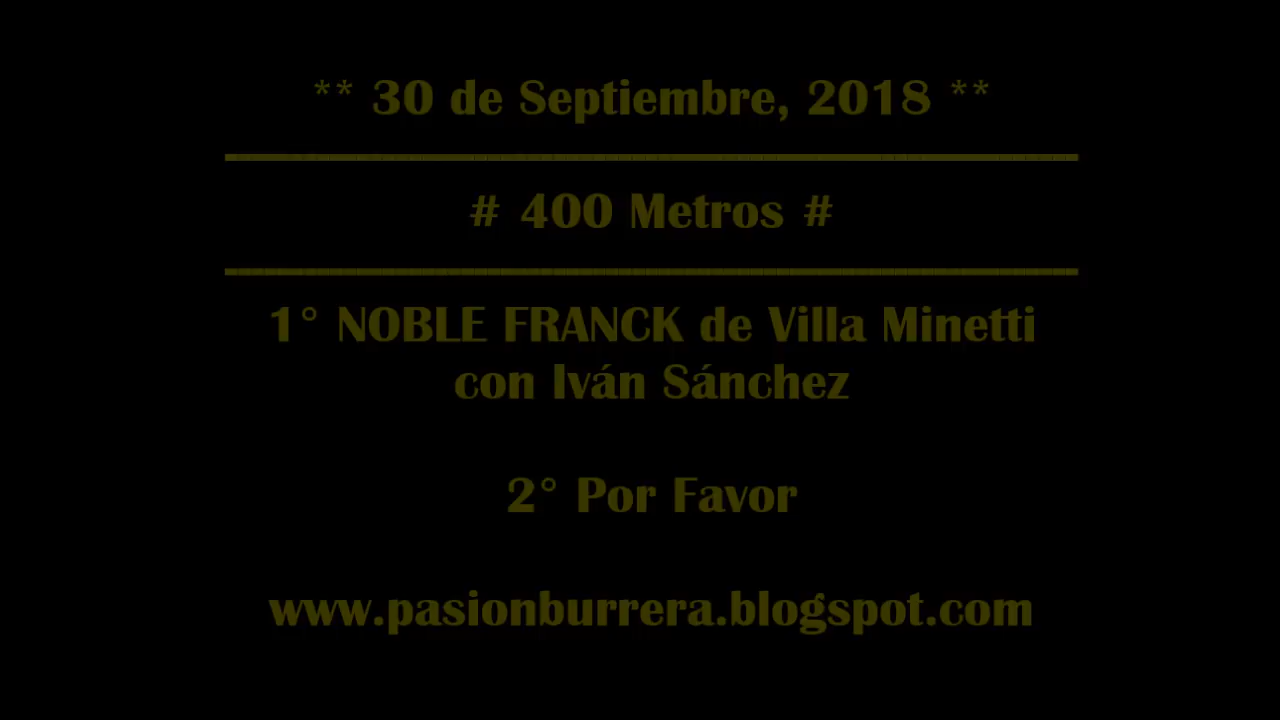 ** 30 de Septiembre, 2018 **
# 400 Metros #
1° NOBLE FRANCK de Villa Minetti
con Iván Sánchez
2° Por Favor
www.pasionburrera.blogspot.com